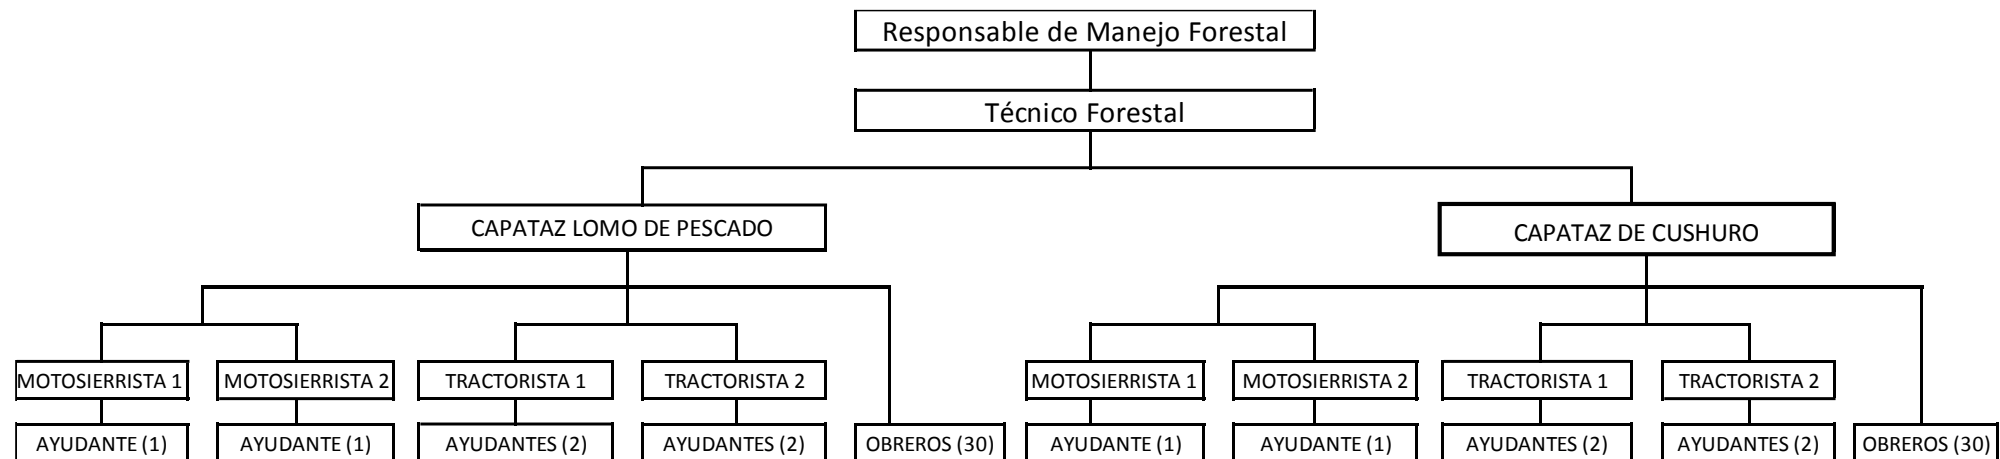 Responsable de Manejo Forestal
Técnico Forestal
CAPATAZ LOMO DE PESCADO
CAPATAZ DE CUSHURO
MOTOSIERRISTA 1
MOTOSIERRISTA 2
TRACTORISTA 1
TRACTORISTA 2
MOTOSIERRISTA 1
MOTOSIERRISTA 2
TRACTORISTA 1
TRACTORISTA 2
AYUDANTE (1)
AYUDANTE (1)
AYUDANTES (2)
AYUDANTES (2)
OBREROS (30)
AYUDANTE (1)
AYUDANTE (1)
AYUDANTES (2)
AYUDANTES (2)
OBREROS (30)